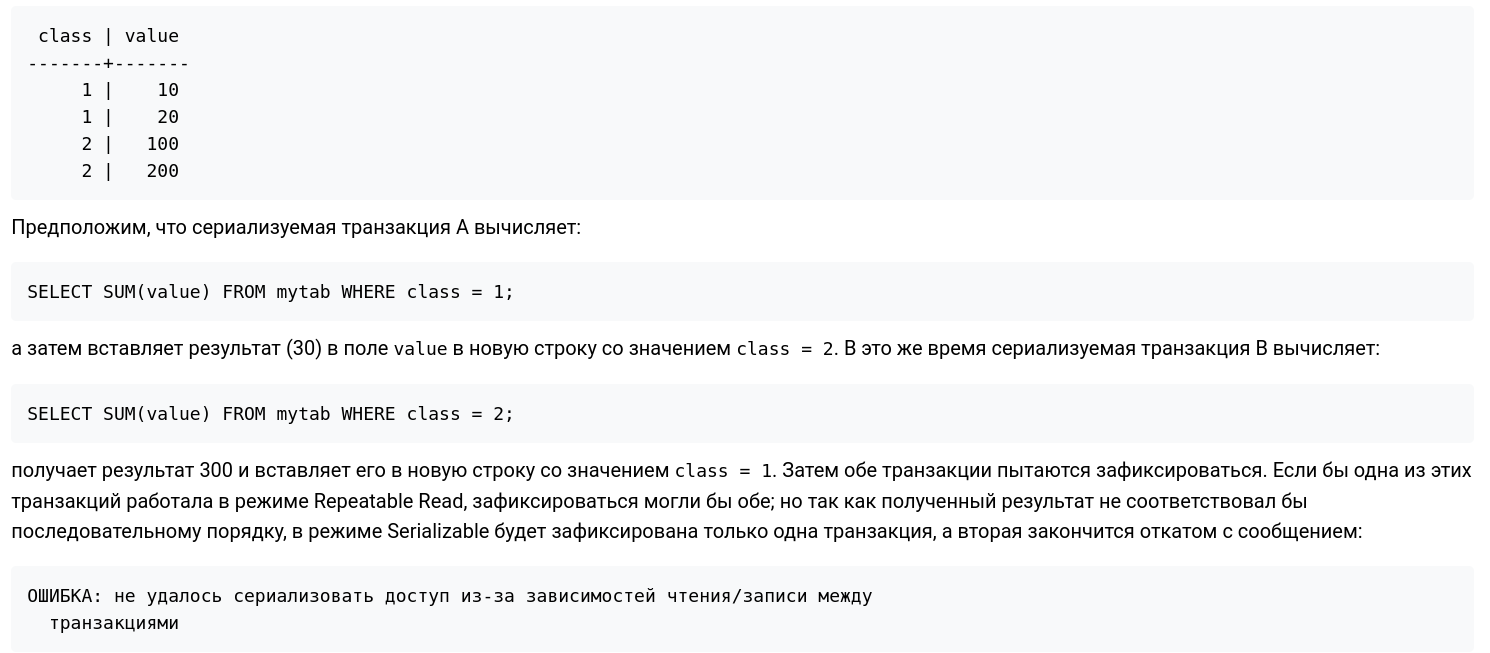 class | value
-------+-------
     1 |    10
     1 |    20
     2 |   100
     2 |   200
Предположим, что сериализуемая транзакция A вычисляет:
SELECT SUM(value) FROM mytab WHERE class = 1;
а затем вставляет результат (30) в поле value в новую строку со значением class = 2. В это же время сериализуемая транзакция B вычисляет:
SELECT SUM(value) FROM mytab WHERE class = 2;
получает результат 300 и вставляет его в новую строку со значением class = 1. Затем обе транзакции пытаются зафиксироваться. Если бы одна из этих
транзакций работала в режиме Repeatable Read, зафиксироваться могли бы обе; но так как полученный результат не соответствовал бы
последовательному порядку, в режиме Serializable будет зафиксирована только одна транзакция, а вторая закончится откатом с сообщением:
ОШИБКА: не удалось сериализовать доступ из-за зависимостей чтения/записи между
  транзакциями